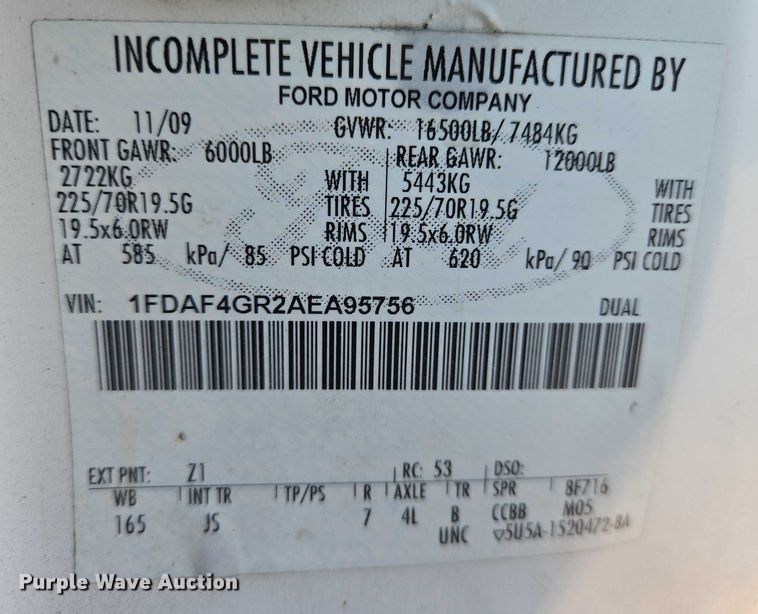 INCOMPLETE VEHICLE MANUFACTURED BY
FORD MOTOR COMPANY
DATE: 11/09 GVWR: 16500LB/ 7484KG
FRONT GAWR: 6000LB REAR GAWR: 12000LB
2722KG WITH 5443KG WITH
225/70R19.5G TIRES 225/70R19.5G TIRES
19.5x6.0RW RIMS 19.5x6.0RW RIMS
AT 585 kPa/ 85 PSI COLD AT 620 kPa/ 90 PSI COLD
VIN: 1FDAF4GR2AEA95756 DUAL
EXT PNT: Z1 RC: 53 DSO:
WB INT TR TP/PS R AXLE TR SPR 8F716
165 JS 7 4L B CCBB M05
UNC ▽5U5A-1520472-BA
Purple Wave Auction